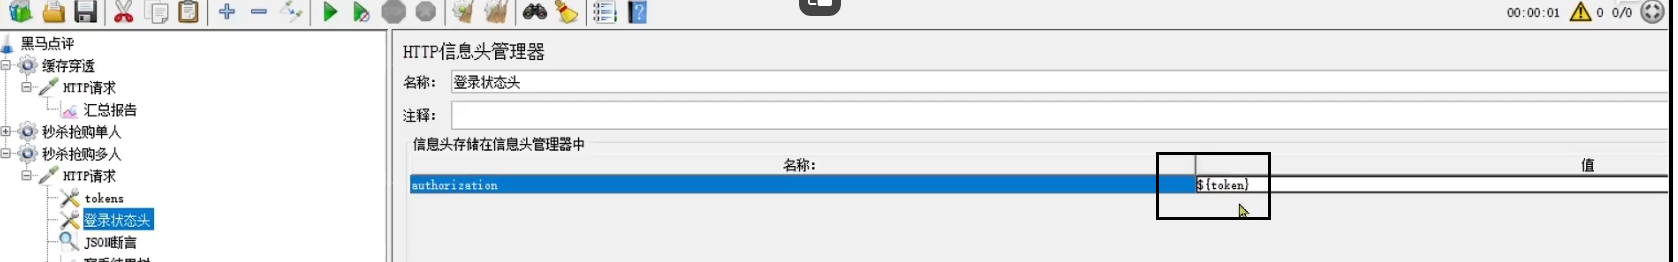 00:00:01 0 0/0
黑马点评
缓存穿透
HTTP请求
汇总报告
秒杀抢购单人
秒杀抢购多人
HTTP请求
tokens
登录状态头
JSON断言
HTTP信息头管理器
名称: 登录状态头
注释:
信息头存储在信息头管理器中
名称: 值
authorization ${token}